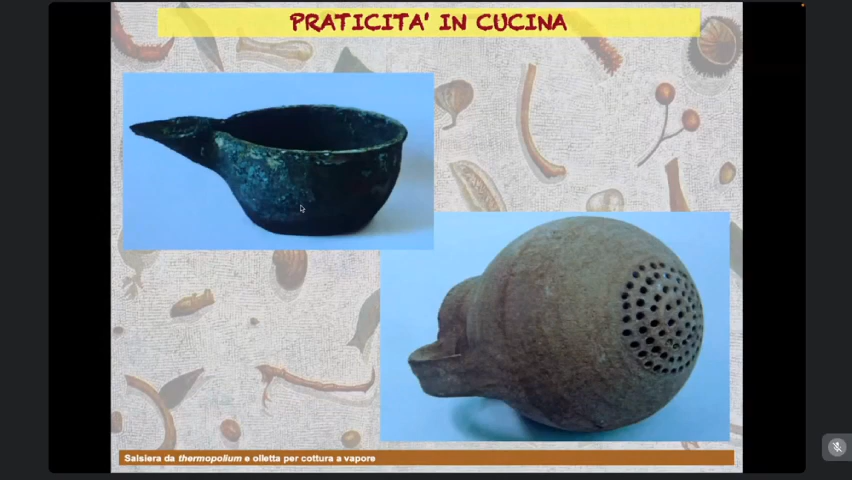 PRATICITA' IN CUCINA
Salsiera da thermopolium e olletta per cottura a vapore